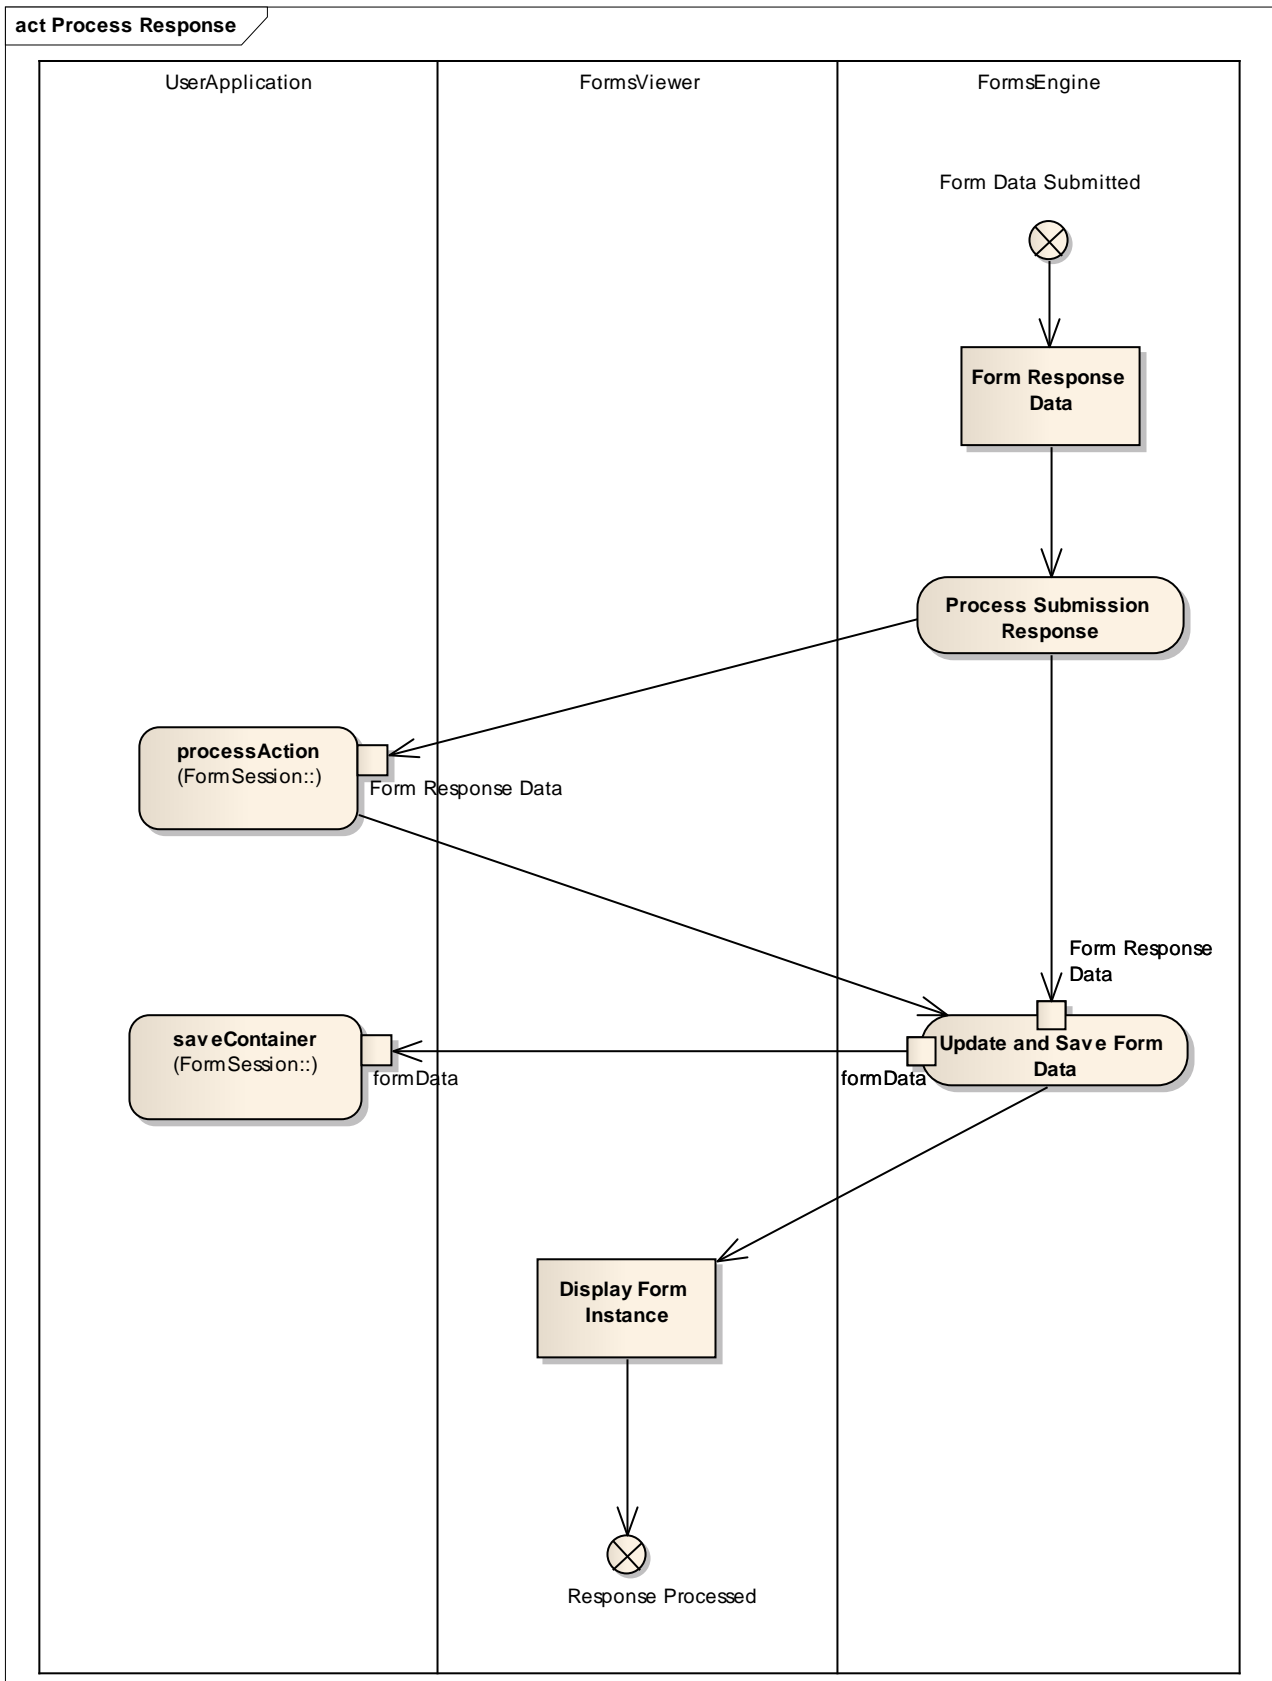 act Process Response
UserApplication
FormsViewer
FormsEngine
Form Data Submitted
Form Response
Data
Process Submission
Response
processAction
(FormSession::)
Form Response Data
Form Response
Data
saveContainer
(FormSession::)
formData
formData
Update and Save Form
Data
Display Form
Instance
Response Processed